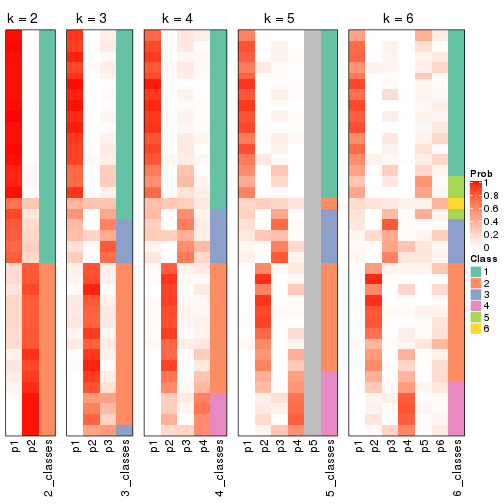 k = 2
k = 3
k = 4
k = 5
k = 6
p1
p2
2_classes
p1
p2
p3
3_classes
p1
p2
p3
p4
4_classes
p1
p2
p3
p4
p5
5_classes
p1
p2
p3
p4
p5
p6
6_classes
Prob
1
0.8
0.6
0.4
0.2
0
Class
1
2
3
4
5
6